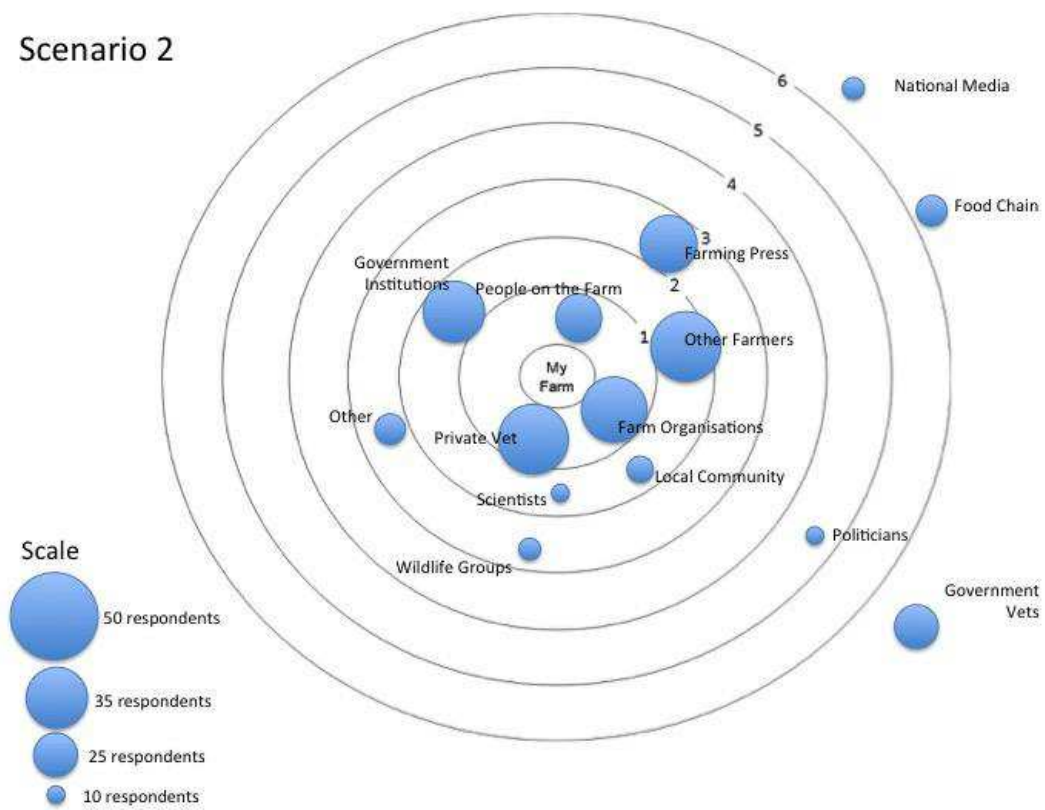 Scenario 2
6
National Media
5
4
Food Chain
3
Farming Press
Government
Institutions
2
People on the Farm
1
Other Farmers
My
Farm
Other
Private Vet
Farm Organisations
Local Community
Scientists
Politicians
Wildlife Groups
Scale
Government
Vets
50 respondents
35 respondents
25 respondents
10 respondents